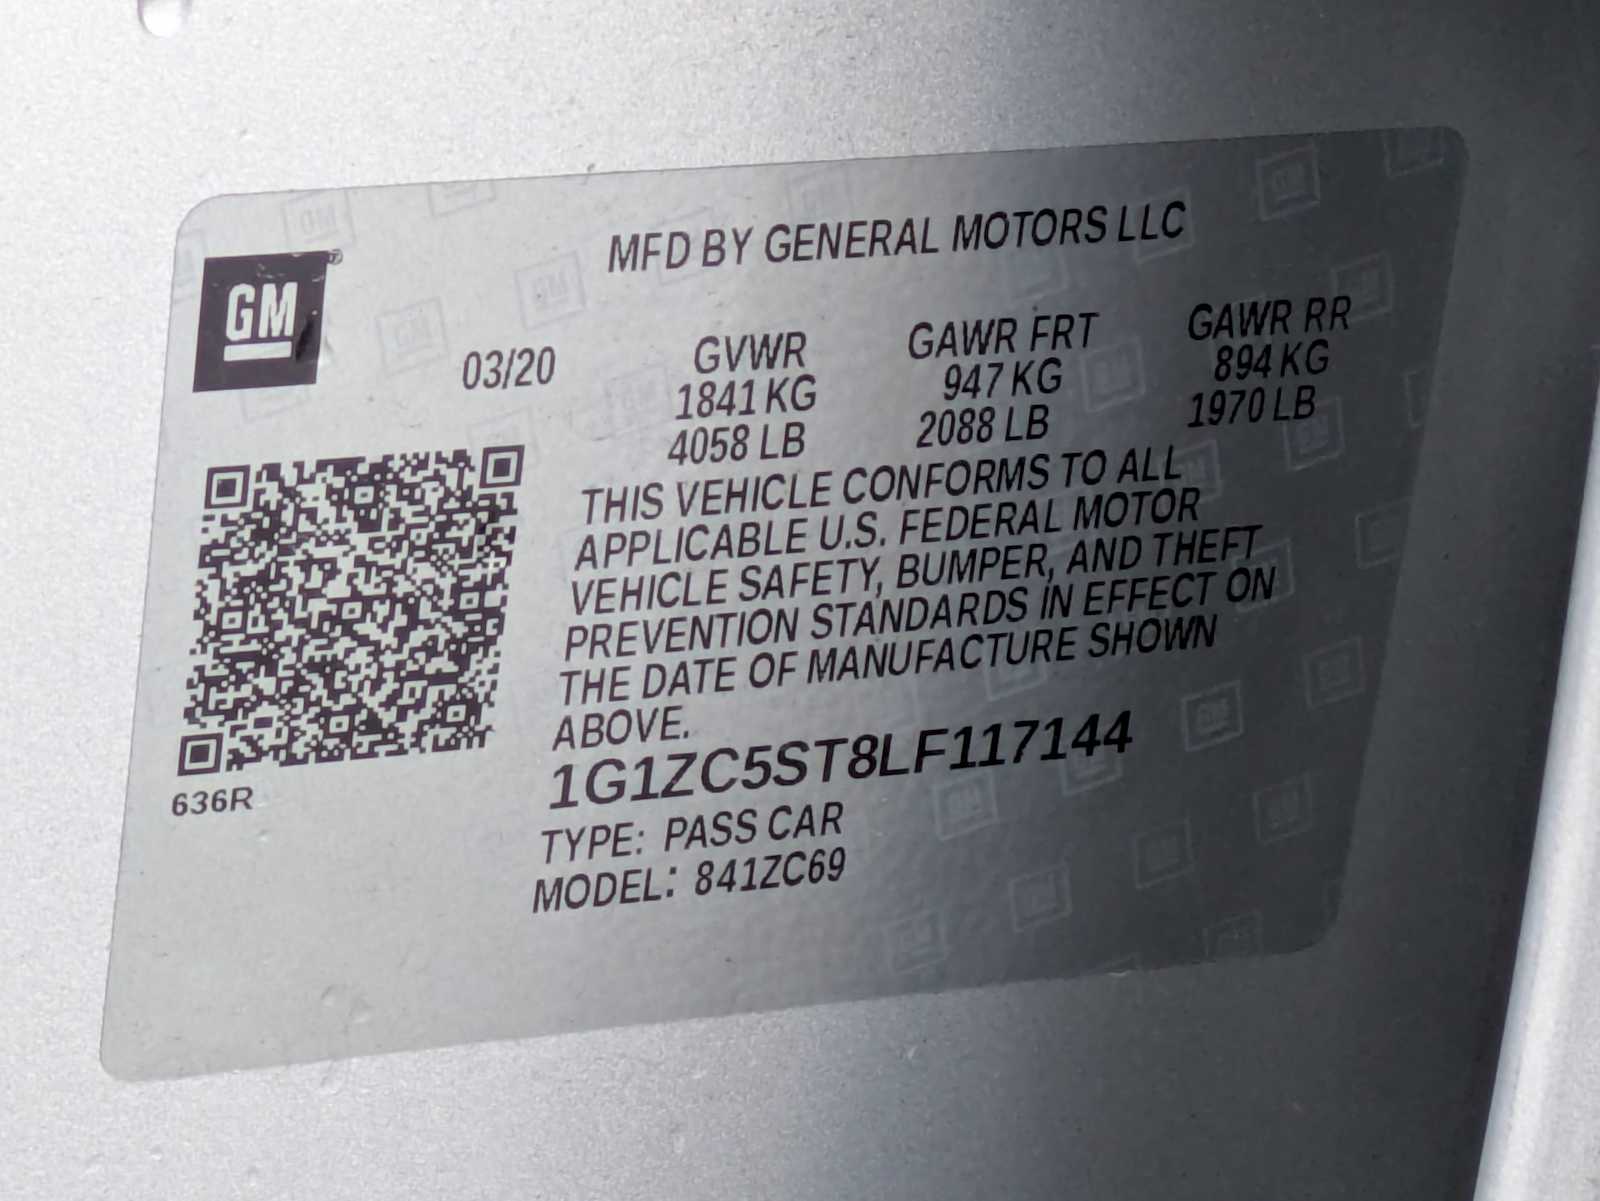 MFD BY GENERAL MOTORS LLC
GM
03/20
GVWR GAWR FRT GAWR RR
1841 KG 947 KG 894 KG
4058 LB 2088 LB 1970 LB
THIS VEHICLE CONFORMS TO ALL
APPLICABLE U.S. FEDERAL MOTOR
VEHICLE SAFETY, BUMPER, AND THEFT
PREVENTION STANDARDS IN EFFECT ON
THE DATE OF MANUFACTURE SHOWN
ABOVE.
1G1ZC5ST8LF117144
636R
TYPE: PASS CAR
MODEL: 841ZC69